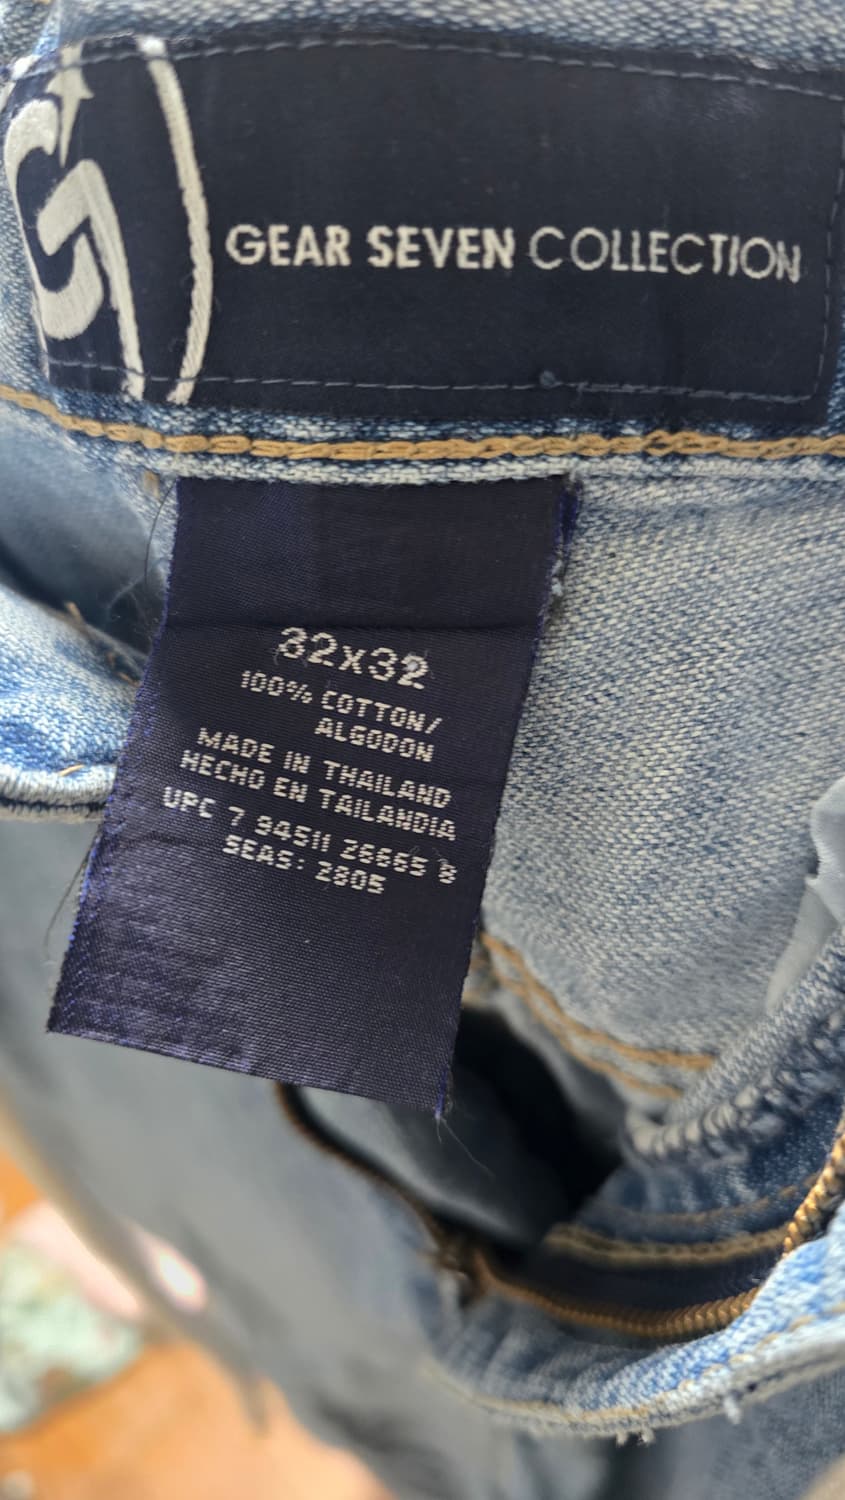 GEAR SEVEN COLLECTION
32x32
100% COTTON/
ALGODON
MADE IN THAILAND
HECHO EN TAILANDIA
UPC 7 94511 26665 8
SEAS: 2805